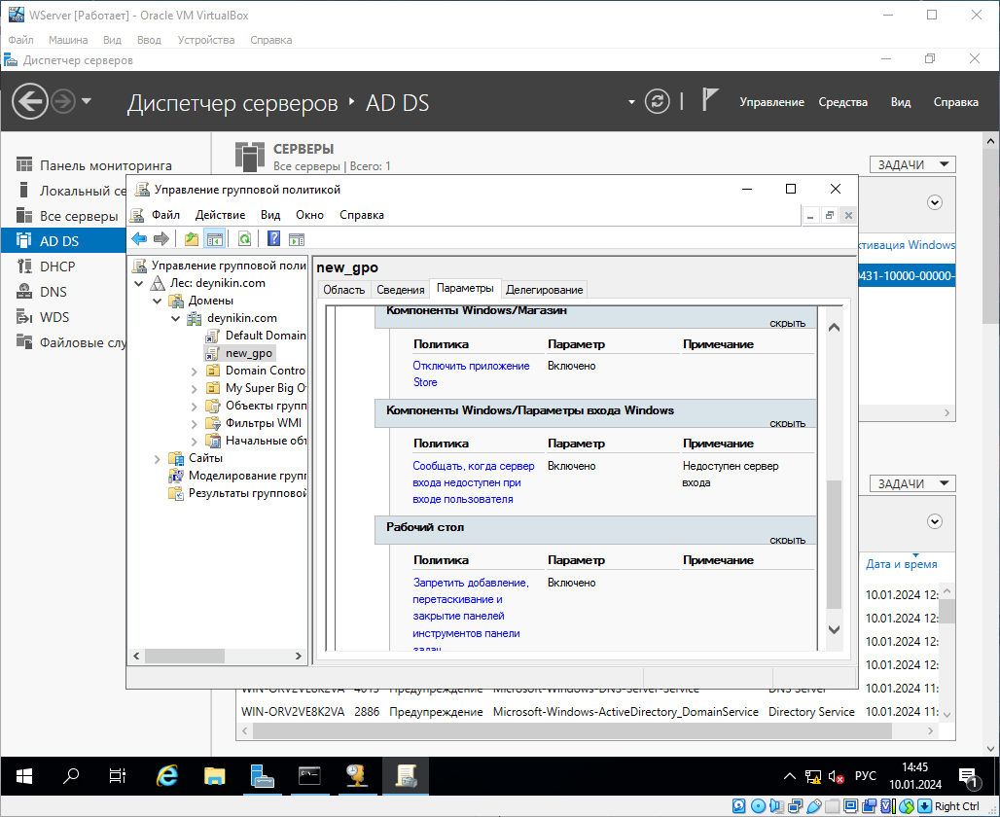 WServer [Работает] - Oracle VM VirtualBox
Файл Машина Вид Ввод Устройства Справка
Диспетчер серверов
Диспетчер серверов AD DS
Управление Средства Вид Справка
СЕРВЕРЫ
Все серверы | Всего: 1
ЗАДАЧИ
Панель мониторинга
Локальный се
Все серверы
AD DS
DHCP
DNS
WDS
Файловые слу
Управление групповой политикой
Файл Действие Вид Окно Справка
Управление групповой поли
Лес: deynikin.com
Домены
deynikin.com
Default Domain
new_gpo
Domain Contro
My Super Big O
Объекты групп
Фильтры WMI
Начальные об
Сайты
Моделирование групп
Результаты групповой
new_gpo
Область Сведения Параметры Делегирование
Компоненты Windows/Магазин
скрыть
Политика Параметр Примечание
Отключить приложение Включено
Store
Компоненты Windows/Параметры входа Windows
скрыть
Политика Параметр Примечание
Сообщать, когда сервер Включено Недоступен сервер
входа недоступен при входа
входе пользователя
Рабочий стол
скрыть
Политика Параметр Примечание
Запретить добавление, Включено
перетаскивание и
закрытие панелей
инструментов панели
задач
ктивация Windows
0431-10000-00000-
ЗАДАЧИ
Дата и время
10.01.2024 12:
10.01.2024 12:
10.01.2024 12:
10.01.2024 12:
WIN-ORV2VE8K2VA 4013 Предупреждение Microsoft-Windows-DNS-Server-Service DNS Server 10.01.2024 11:
WIN-ORV2VE8K2VA 2886 Предупреждение Microsoft-Windows-ActiveDirectory_DomainService Directory Service 10.01.2024 11:
РУС
14:45
10.01.2024
1
Right Ctrl